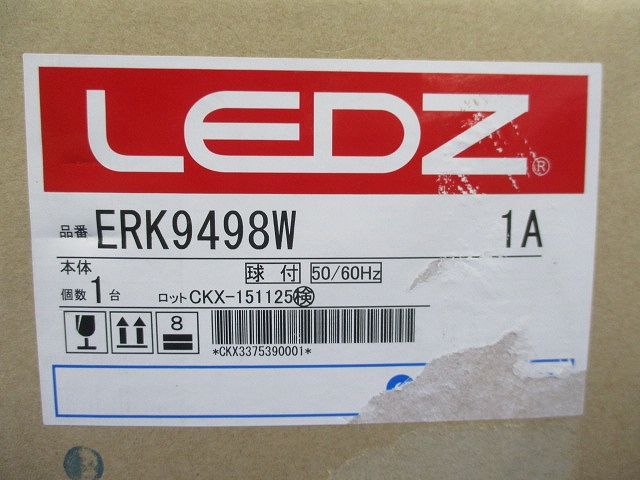 LEDZ®
品番 ERK9498W 1A
本体 球付 50/60Hz
個数 1台 ロット CKX-151125 検
8
*CKX3375390001*